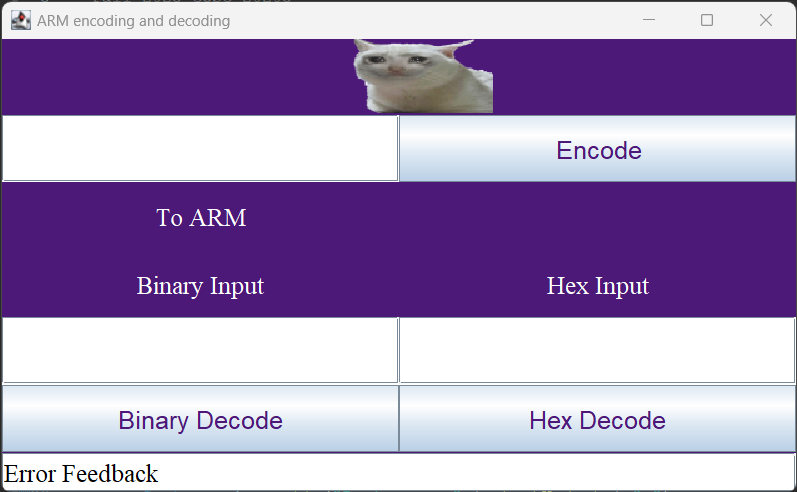 ARM encoding and decoding
Encode
To ARM
Binary Input
Hex Input
Binary Decode
Hex Decode
Error Feedback